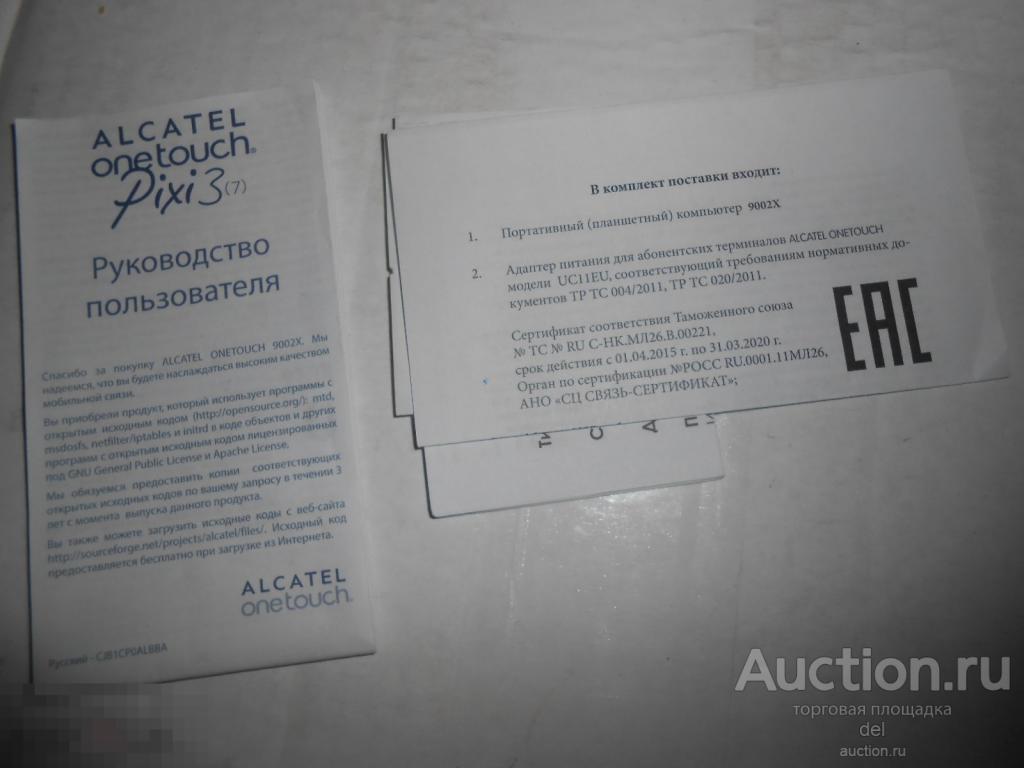 ALCATEL
onetouch.
Pixi 3 (7)
Руководство
пользователя
Спасибо за покупку ALCATEL ONETOUCH 9002X. Мы
надеемся, что вы будете наслаждаться высоким качеством
мобильной связи.
Вы приобрели продукт, который использует программы с
открытым исходным кодом (http://opensource.org/): mtd,
msdosfs, netfilter/iptables и initrd в коде объектов и других
программ с открытым исходным кодом лицензированных
под GNU General Public License и Apache License.
Мы обязуемся предоставить копии соответствующих
открытых исходных кодов по вашему запросу в течении 3
лет с момента выпуска данного продукта.
Вы также можете загрузить исходные коды с веб-сайта
http://sourceforge.net/projects/alcatel/files/. Исходный код
предоставляется бесплатно при загрузке из Интернета.
ALCATEL
onetouch.
Русский - CJB1CP0ALBBA
В комплект поставки входит:
1. Портативный (планшетный) компьютер 9002X
2. Адаптер питания для абонентских терминалов ALCATEL ONETOUCH
модели UC11EU, соответствующий требованиям нормативных до-
кументов ТР ТС 004/2011, ТР ТС 020/2011.
Сертификат соответствия Таможенного союза
№ ТС № RU C-HK.МЛ26.В.00221,
срок действия с 01.04.2015 г. по 31.03.2020 г.
Орган по сертификации №РОСС RU.0001.11МЛ26,
АНО «СЦ СВЯЗЬ-СЕРТИФИКАТ»;
EAC
Auction.ru
торговая площадка
del
auction.ru